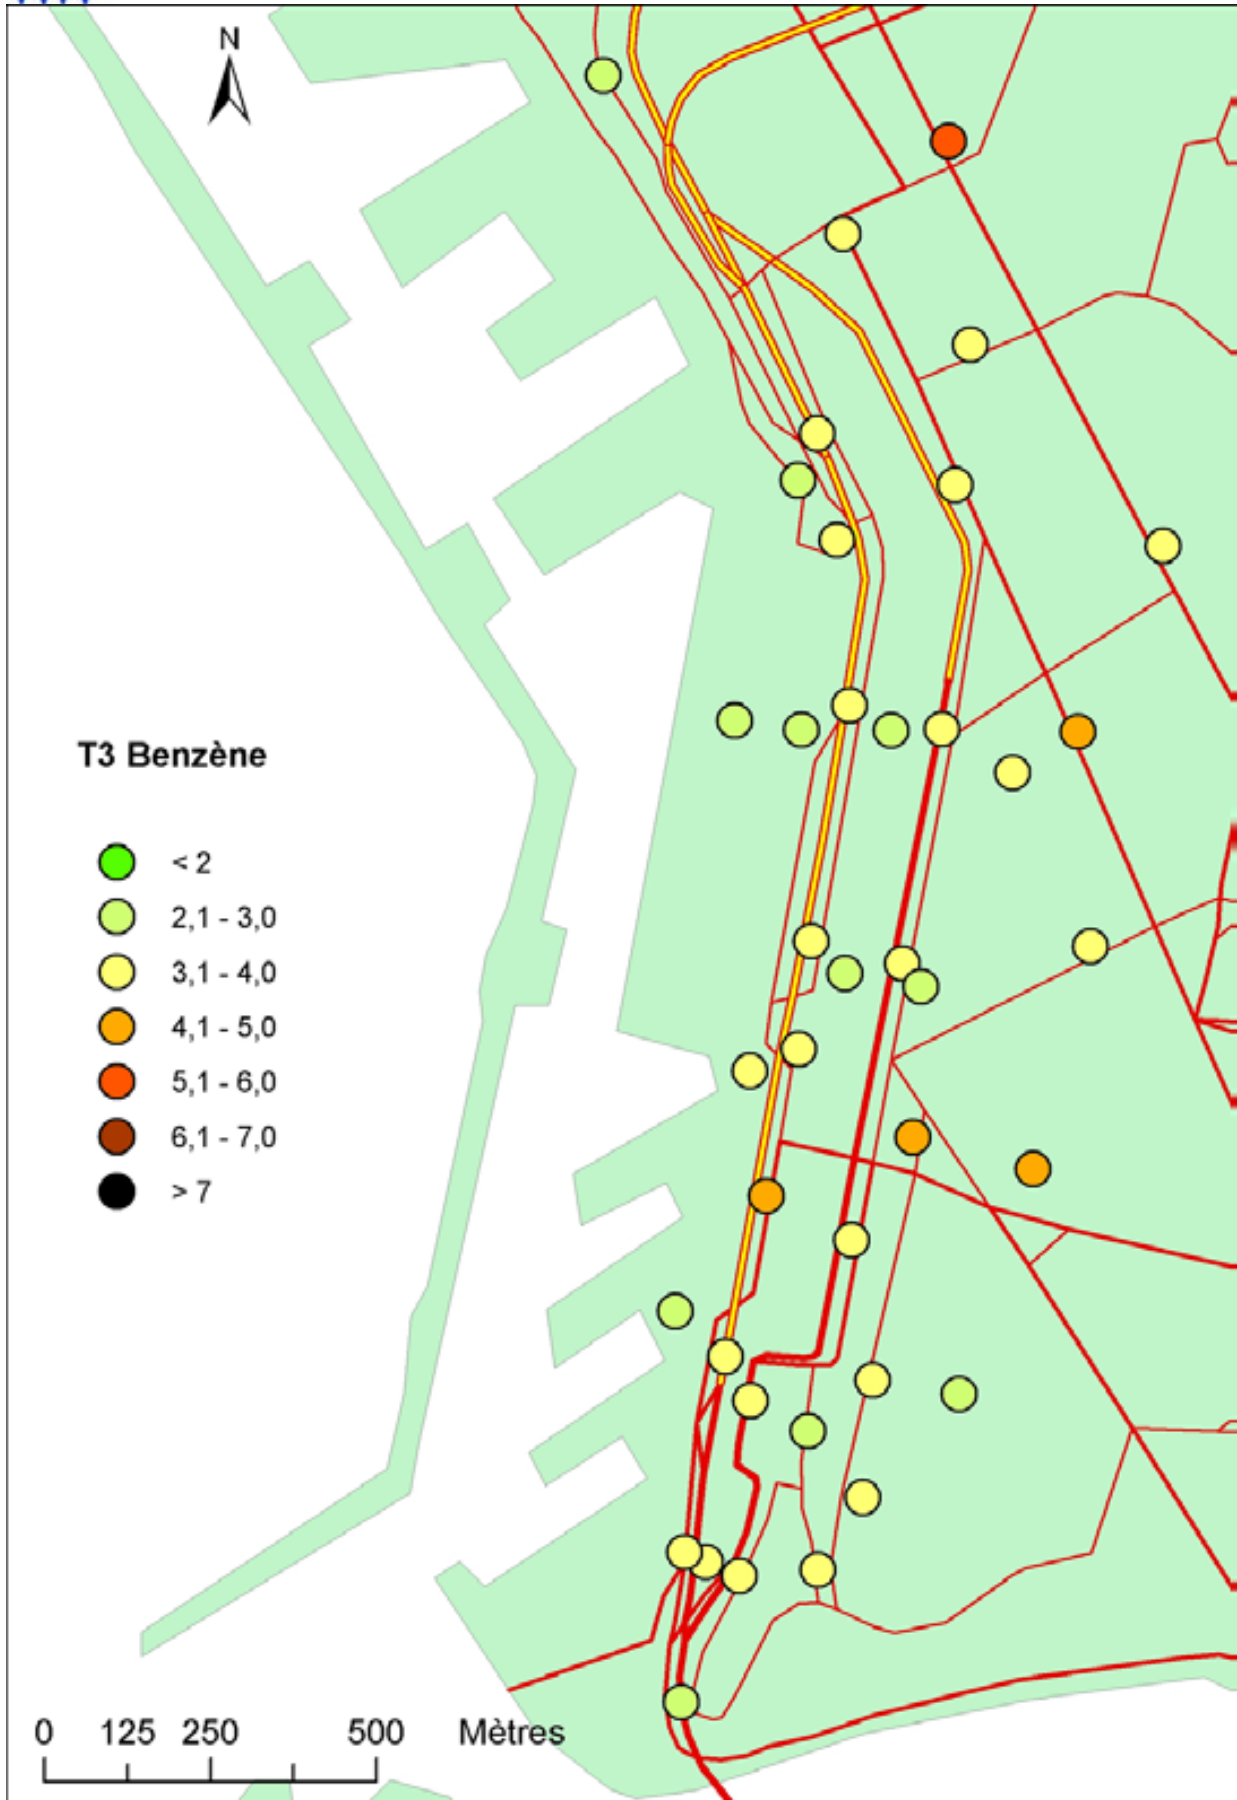 N
T3 Benzène
< 2
2,1 - 3,0
3,1 - 4,0
4,1 - 5,0
5,1 - 6,0
6,1 - 7,0
> 7
0 125 250 500 Mètres